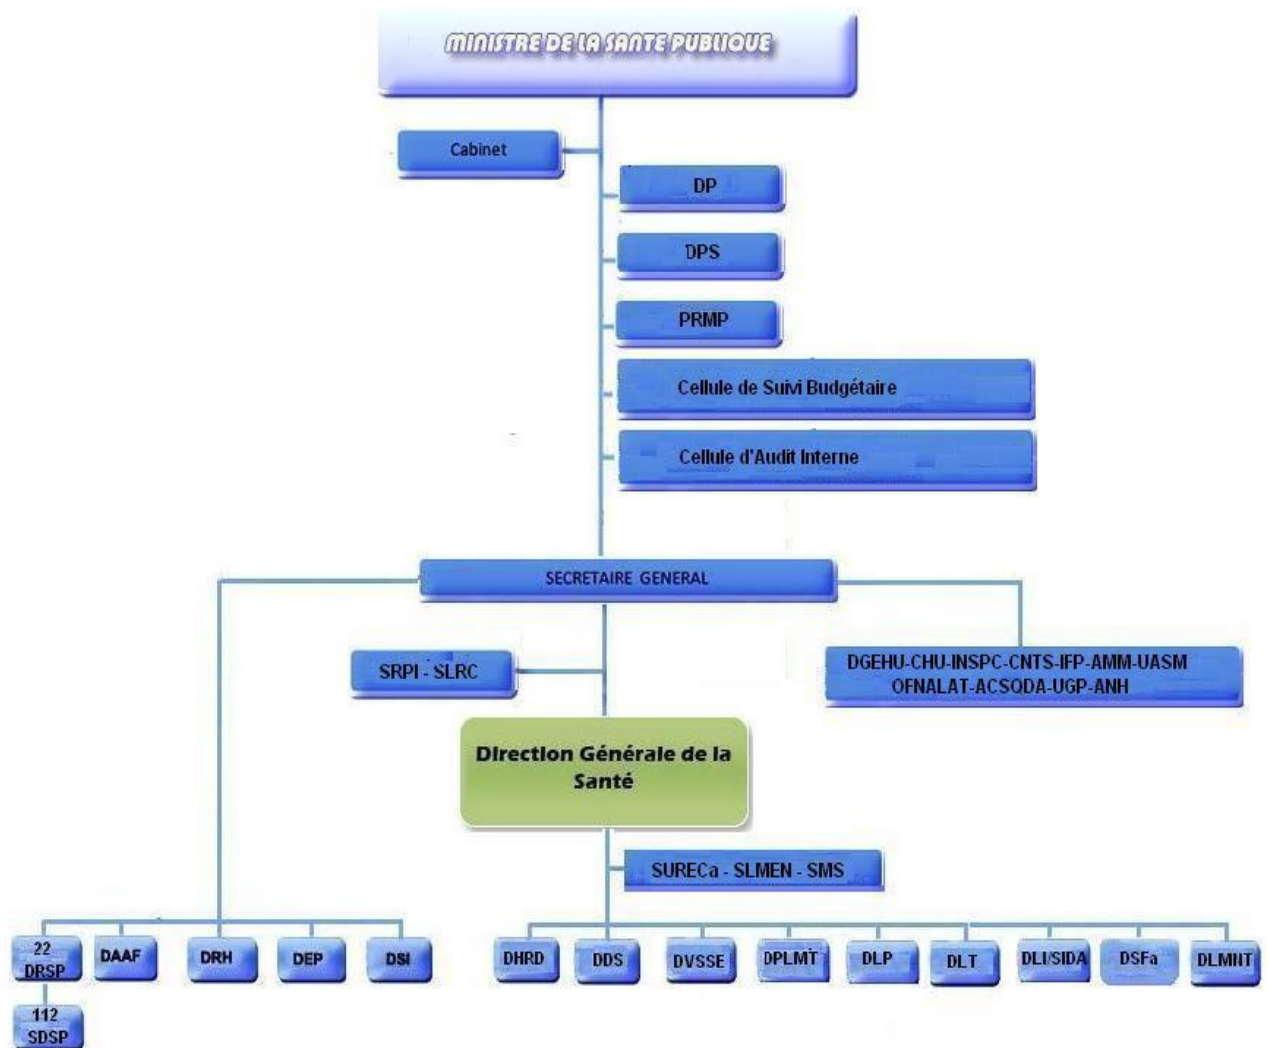 MINISTRE DE LA SANTE PUBLIQUE
Cabinet
DP
DPS
PRMP
Cellule de Suivi Budgétaire
Cellule d'Audit Interne
SECRETAIRE GENERAL
SRPI - SLRC
DGEHU-CHU-INSPC-CNTS-IFP-AMM-UASM
OFNALAT-ACSQDA-UGP-ANH
Direction Générale de la
Santé
SURECa - SLMEN - SMS
22
DRSP
DAAF
DRH
DEP
DSI
DHRD
DDS
DVSSE
DPLMT
DLP
DLT
DLI/SIDA
DSFa
DLMNT
112
SDSP